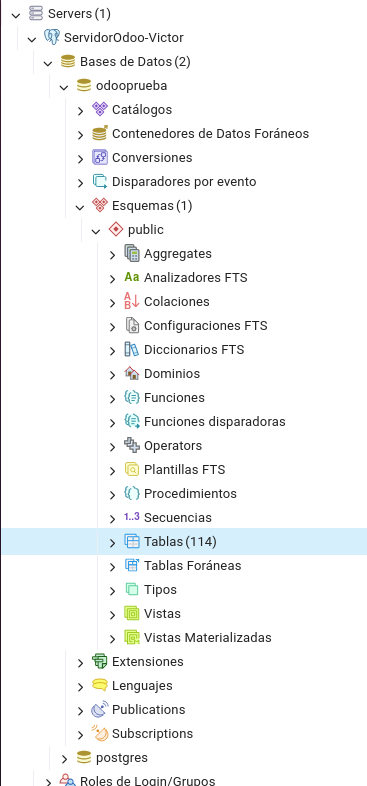 Servers (1)
ServidorOdoo-Victor
Bases de Datos (2)
odooprueba
Catálogos
Contenedores de Datos Foráneos
Conversiones
Disparadores por evento
Esquemas (1)
public
Aggregates
Aa Analizadores FTS
Colaciones
Configuraciones FTS
Diccionarios FTS
Dominios
Funciones
Funciones disparadoras
Operators
Plantillas FTS
Procedimientos
1..3 Secuencias
Tablas (114)
Tablas Foráneas
Tipos
Vistas
Vistas Materializadas
Extensiones
Lenguajes
Publications
Subscriptions
postgres
Roles de Login/Grupos